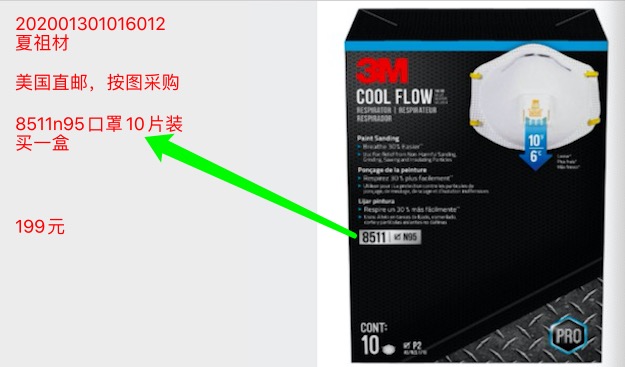 202001301016012
夏祖材
美国直邮，按图采购
8511n95口罩10片装
买一盒
199元
3M
COOL FLOW
RESPIRATOR | RESPIRATEUR
RESPIRADOR
Paint Sanding
Breathe 30% Easier
Ponçage de la peinture
Respirez 30 % plus facilement
Lijar pintura
Respire un 30 % más fácilmente
8511 N95
10°
6°C
CONT:
10
P2
PRO